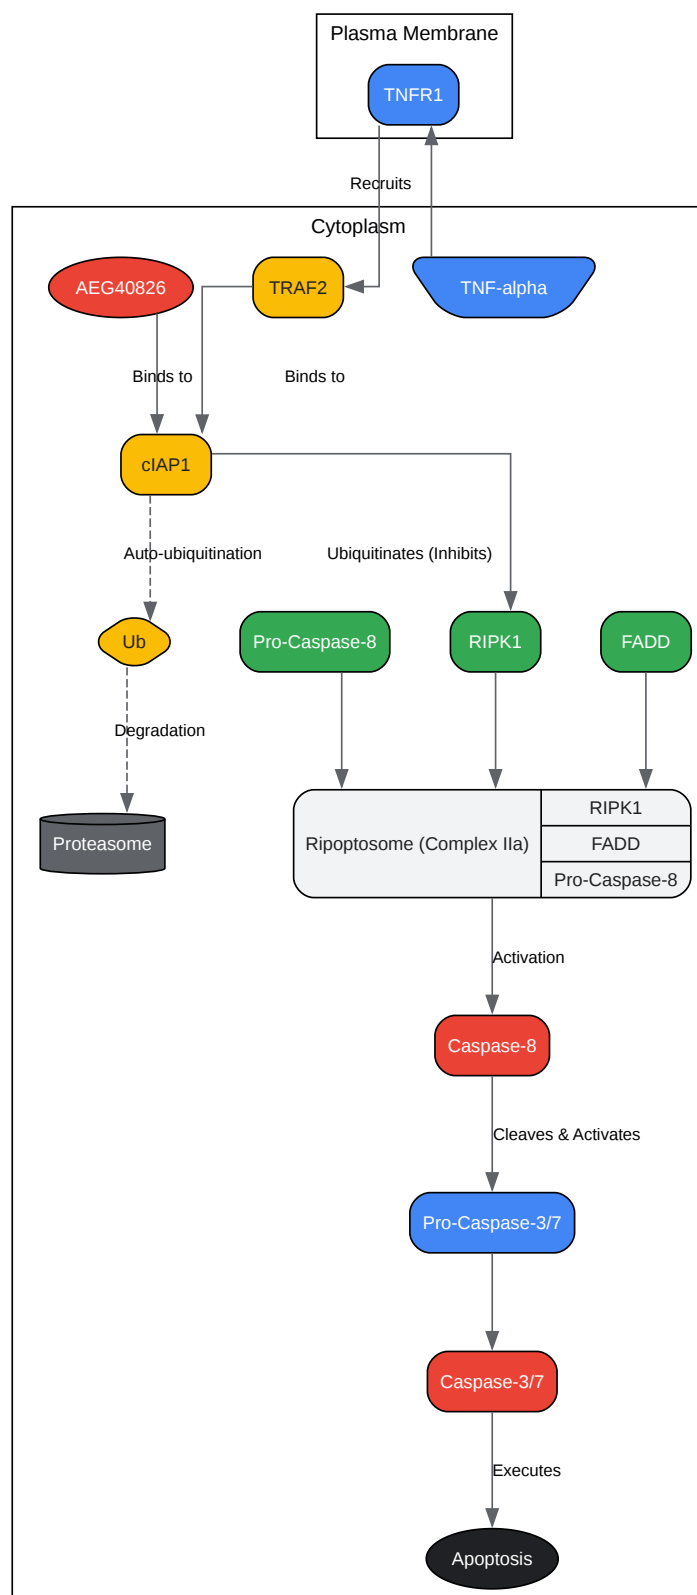 Plasma Membrane
TNFR1
Recruits
Cytoplasm
AEG40826
TRAF2
TNF-alpha
Binds to
Binds to
cIAP1
Auto-ubiquitination
Ubiquitinates (Inhibits)
Ub
Pro-Caspase-8
RIPK1
FADD
Degradation
Proteasome
Ripoptosome (Complex IIa)
RIPK1
FADD
Pro-Caspase-8
Activation
Caspase-8
Cleaves & Activates
Pro-Caspase-3/7
Caspase-3/7
Executes
Apoptosis